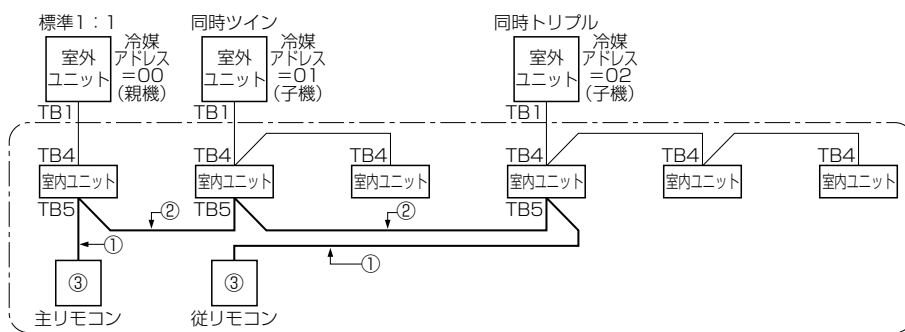 標準1：1
室外
ユニット
冷媒
アドレス
=00
(親機)
TB1
同時ツイン
室外
ユニット
冷媒
アドレス
=01
(子機)
TB1
同時トリプル
室外
ユニット
冷媒
アドレス
=02
(子機)
TB1
TB4
室内ユニット
TB5
TB4
室内ユニット
TB5
TB4
室内ユニット
TB4
室内ユニット
TB5
TB4
室内ユニット
TB4
室内ユニット
②
②
①
①
③
主リモコン
③
従リモコン